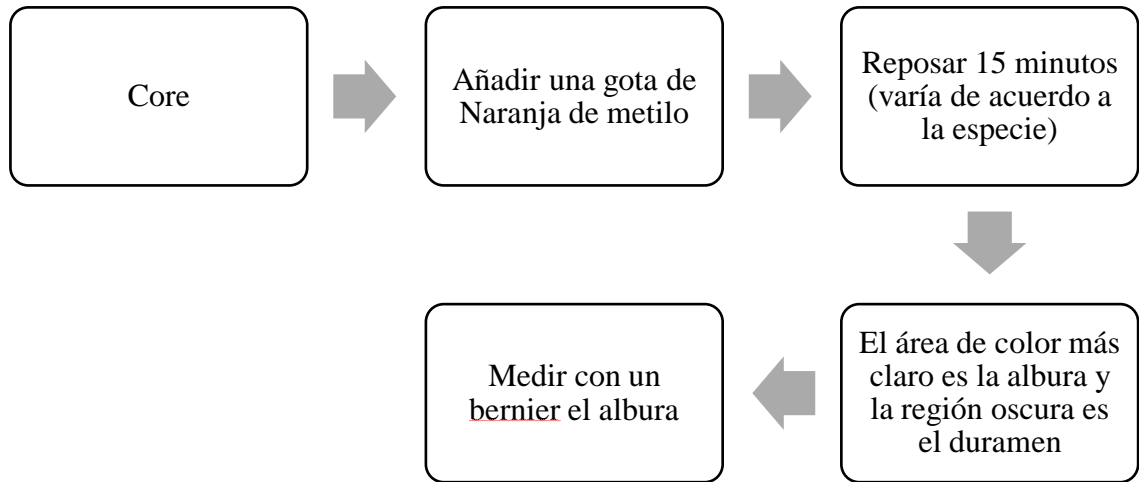 Core
Añadir una gota de
Naranja de metilo
Reposar 15 minutos
(varía de acuerdo a
la especie)
El área de color más
claro es la albura y
la región oscura es
el duramen
Medir con un
bernier el albura